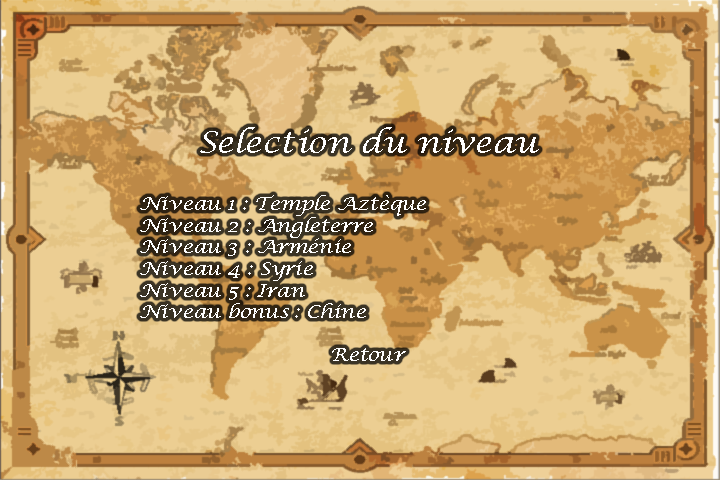 Selection du niveau
Niveau 1 : Temple Aztèque
Niveau 2 : Angleterre
Niveau 3 : Arménie
Niveau 4 : Syrie
Niveau 5 : Iran
Niveau bonus : Chine
Retour
N
S